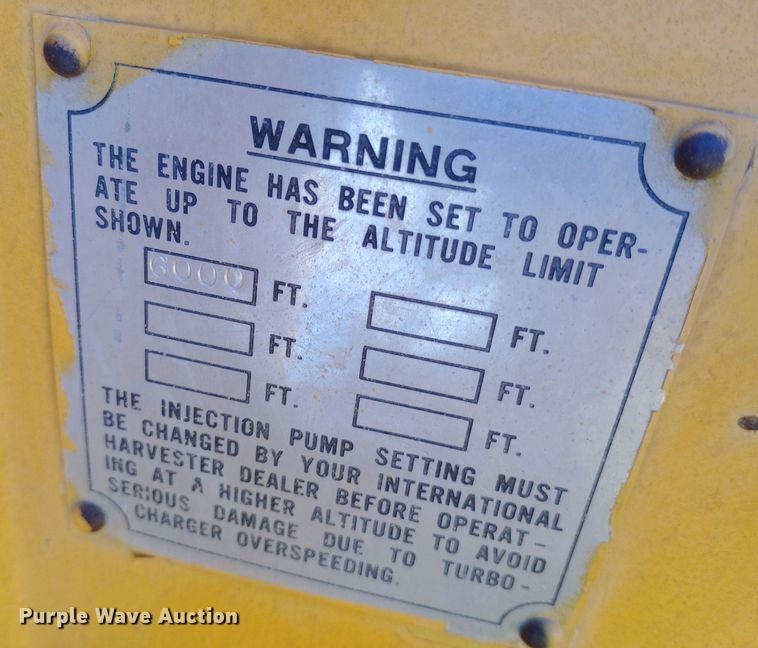 WARNING
THE ENGINE HAS BEEN SET TO OPER-
ATE UP TO THE ALTITUDE LIMIT
SHOWN.
6000 FT. FT.
FT. FT.
FT. FT.
THE INJECTION PUMP SETTING MUST
BE CHANGED BY YOUR INTERNATIONAL
HARVESTER DEALER BEFORE OPERAT-
ING AT A HIGHER ALTITUDE TO AVOID
SERIOUS DAMAGE DUE TO TURBO-
CHARGER OVERSPEEDING.
Purple Wave Auction